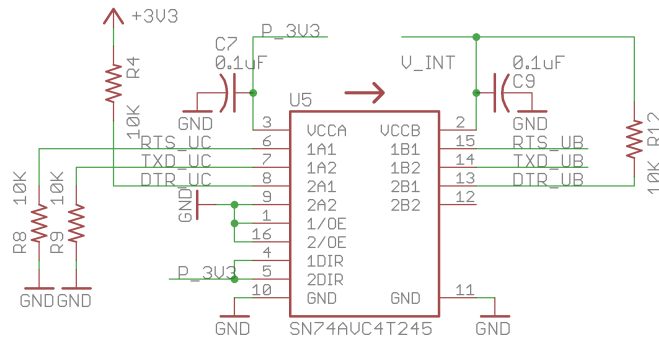 +3V3
P_3V3
C7
0.1uF
0.1uF
V_INT
C9
R4
10K
GND
GND
U5
R12
10K
3 VCCA VCCB 2
RTS_UC 6 1A1 1B1 15 RTS_UB
TXD_UC 7 1A2 1B2 14 TXD_UB
DTR_UC 8 2A1 2B1 13 DTR_UB
GND 9 2A2 2B2 12
1 1/OE
16 2/OE
4 1DIR
P_3V3 5 2DIR
10 GND GND 11
10K
10K
R8
R9
GND GND
GND
SN74AVC4T245
GND